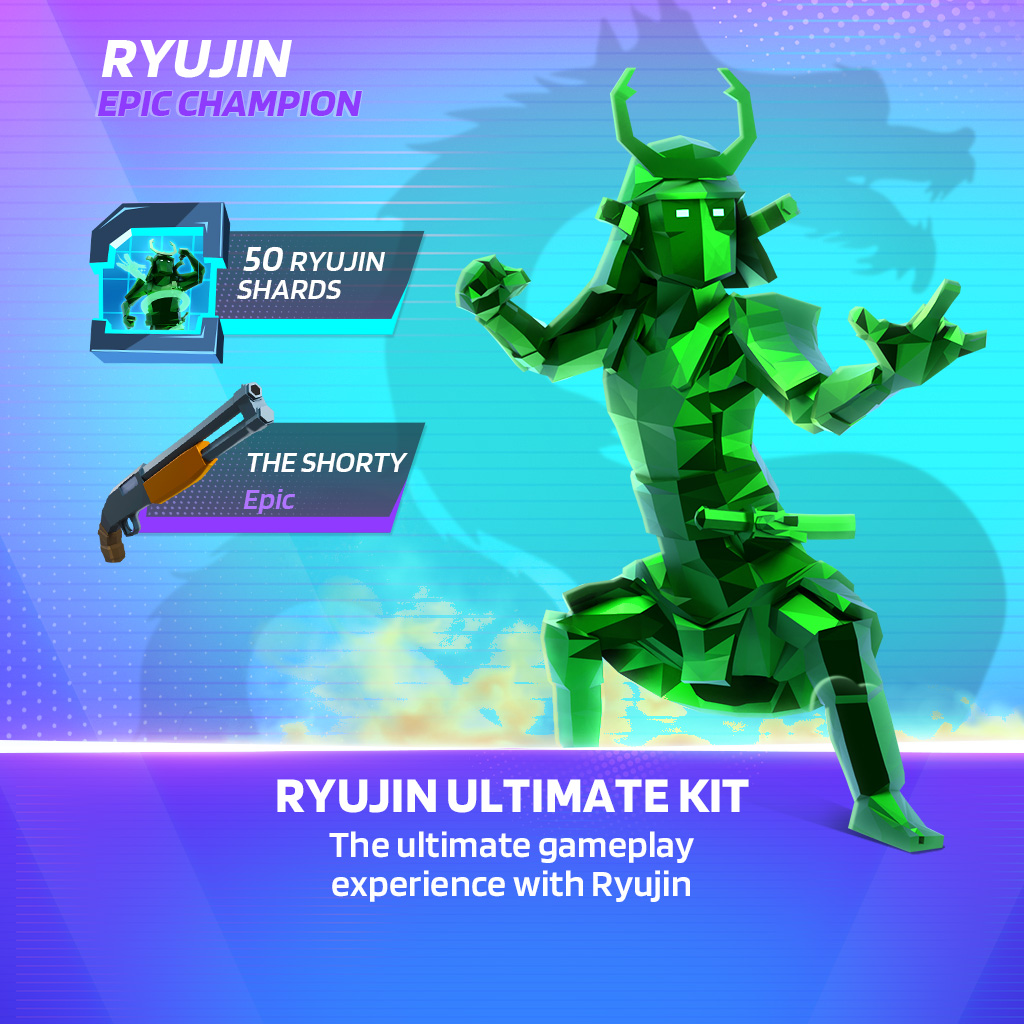 RYUJIN
EPIC CHAMPION
50 RYUJIN
SHARDS
THE SHORTY
Epic
RYUJIN ULTIMATE KIT
The ultimate gameplay
experience with Ryujin